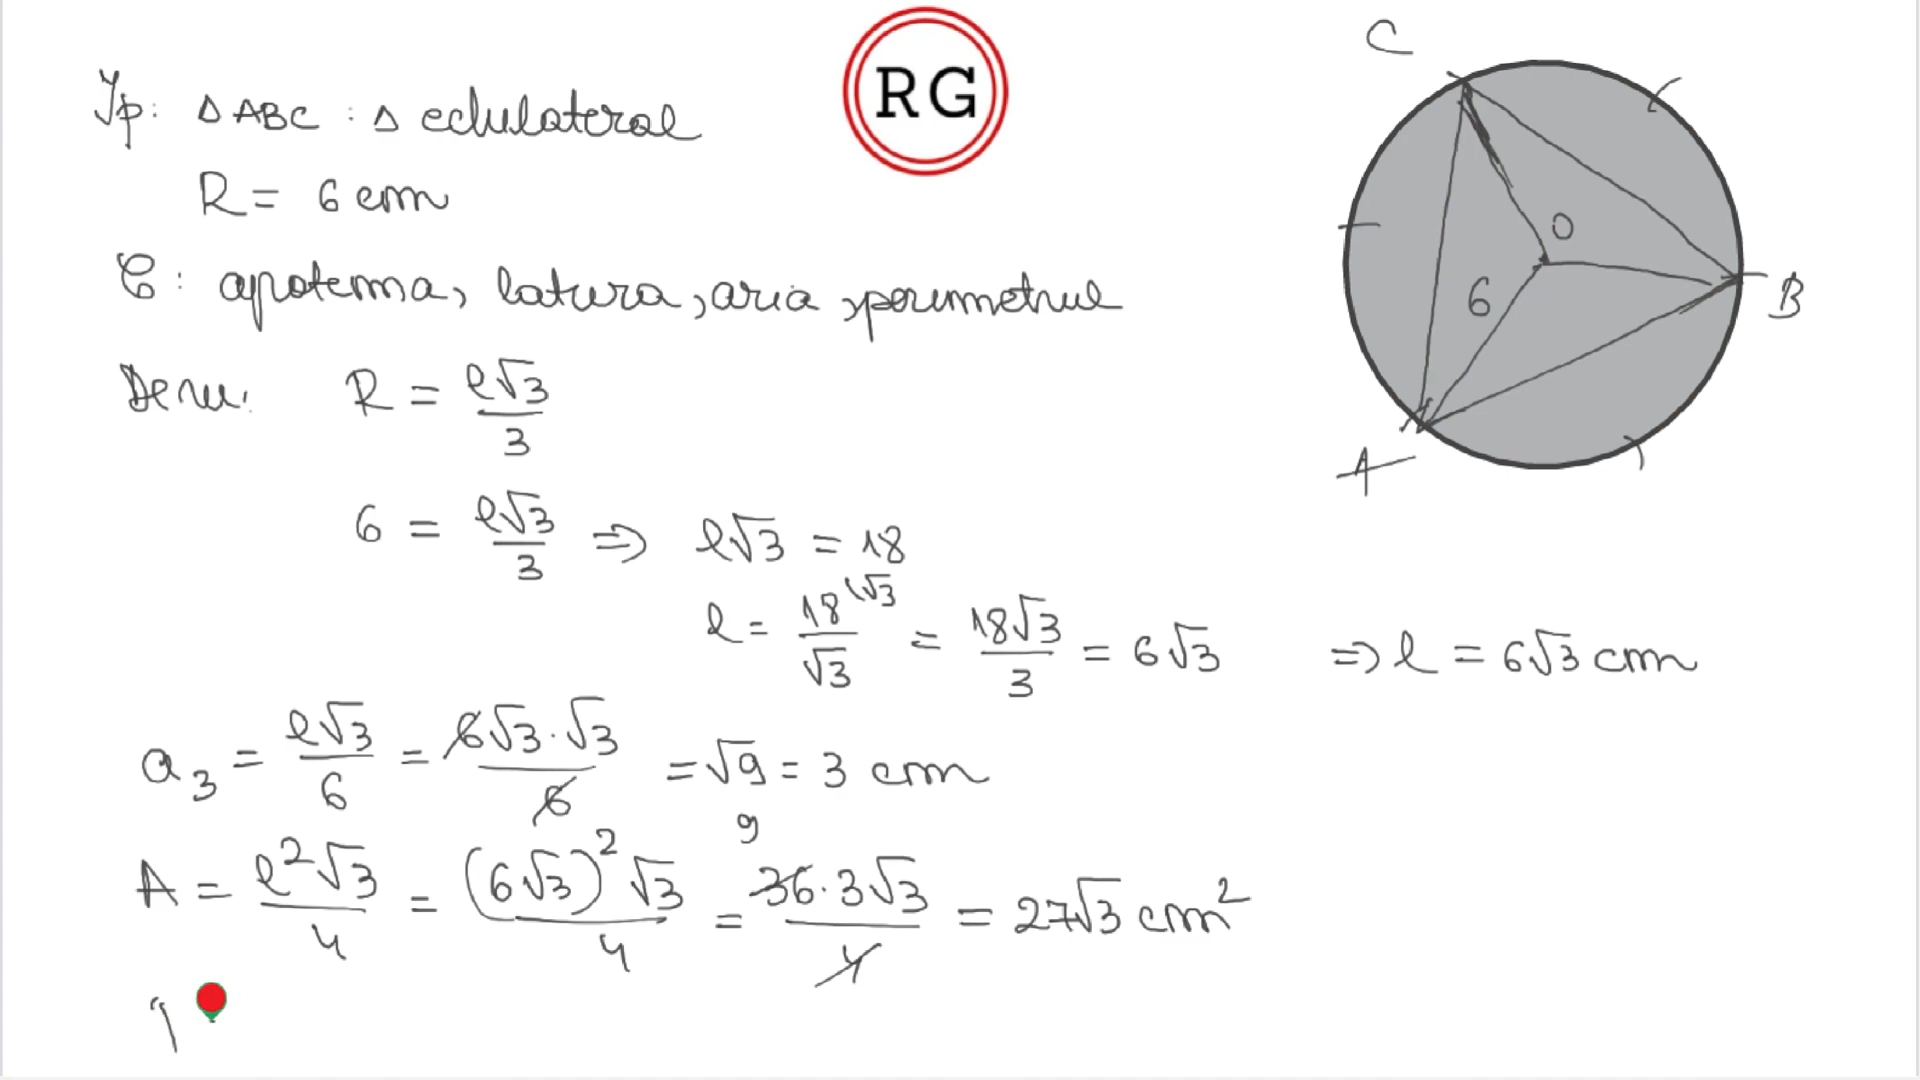 RG
Ip: Δ ABC : Δ echilateral
R = 6 cm
C: apotema, latura, aria, perimetrul
Dem: R = l√3/3
6 = l√3/3 ⇒ l√3 = 18
l = 18/√3 (√3 = 18√3/3 = 6√3 ⇒ l = 6√3 cm
a₃ = l√3/6 = 6√3·√3/6 = √9 = 3 cm
A = l²√3/4 = (6√3)²√3/4 = 36·3√3/4 = 27√3 cm²
9
C
O
6
B
A